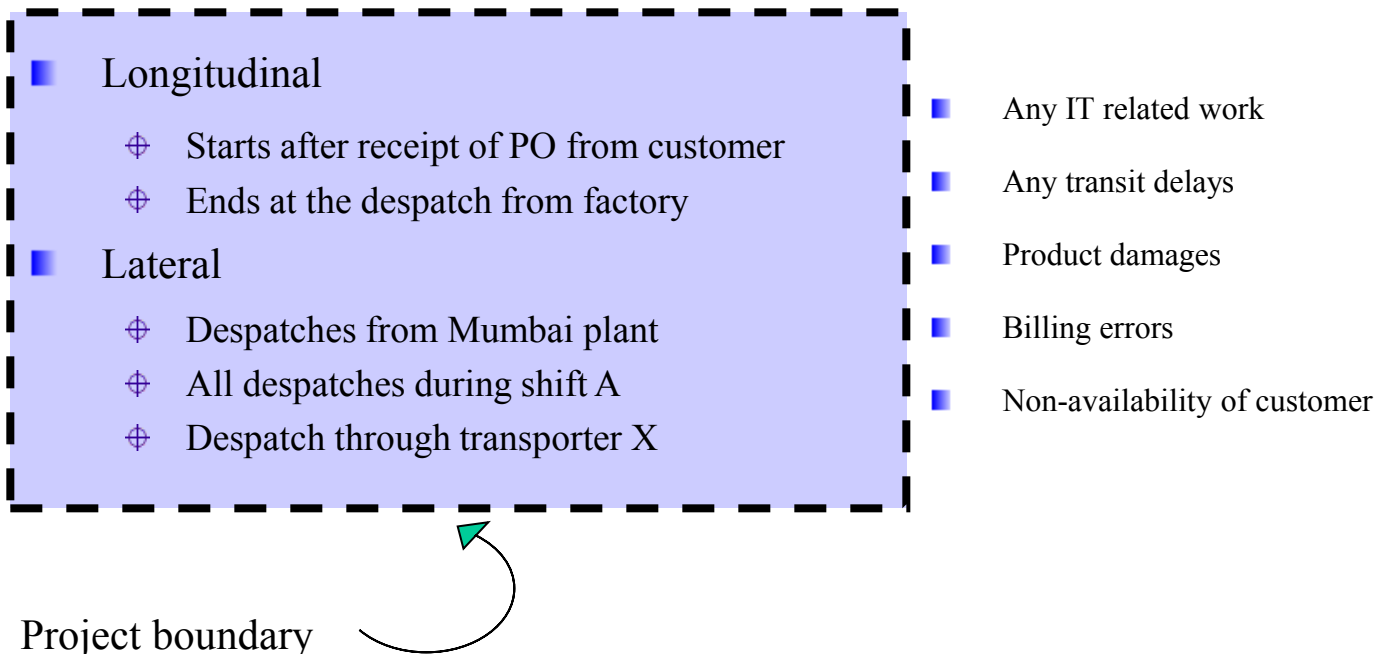 Longitudinal
Starts after receipt of PO from customer
Ends at the despatch from factory
Lateral
Despatches from Mumbai plant
All despatches during shift A
Despatch through transporter X
Any IT related work
Any transit delays
Product damages
Billing errors
Non-availability of customer
Project boundary